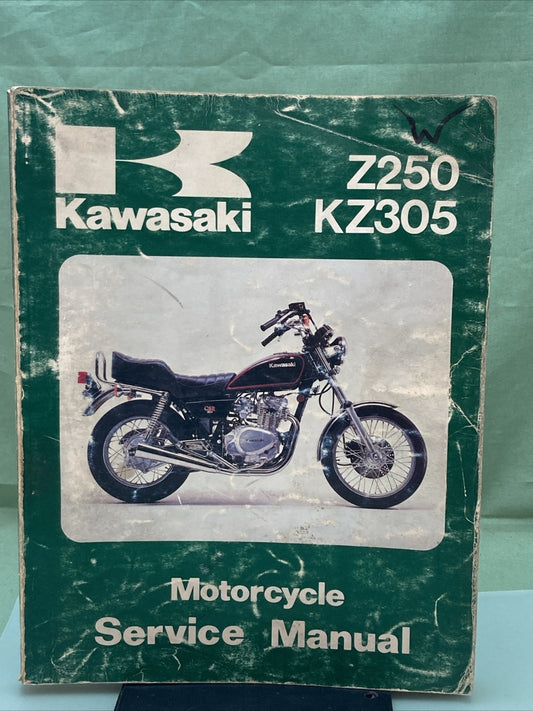 W
Z250
Kawasaki
KZ305
Kawasaki
Motorcycle
Service Manual